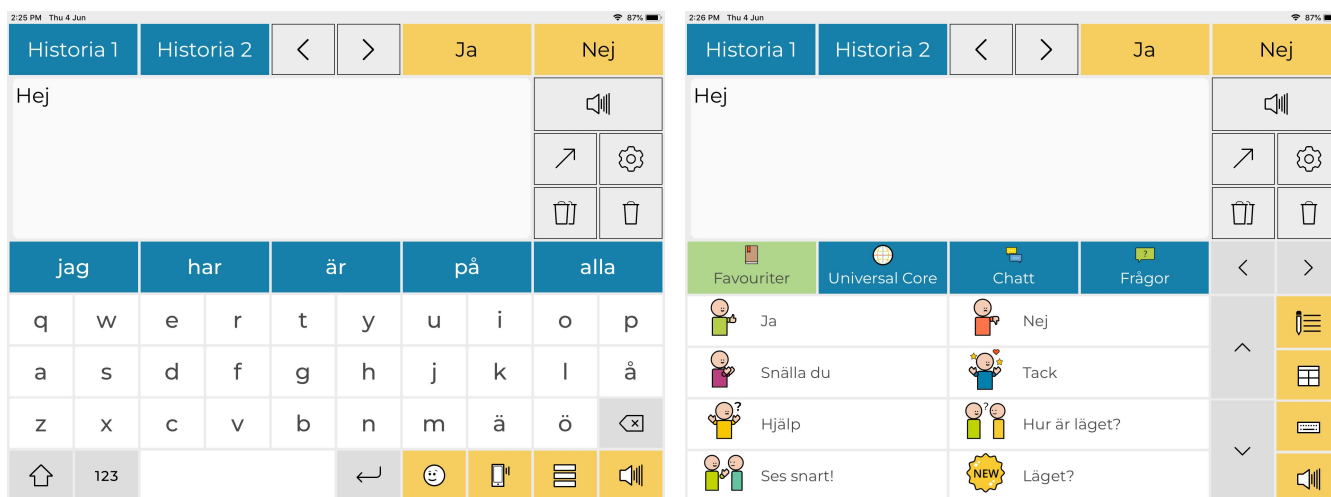 2:25 PM Thu 4 Jun 87%
Historia 1 Historia 2 Ja Nej
Hej
jag har är på alla
q w e r t y u i o p
a s d f g h j k l å
z x c v b n m ä ö
123
2:26 PM Thu 4 Jun 87%
Historia 1 Historia 2 Ja Nej
Hej
Favouriter Universal Core Chatt Frågor
Ja Nej
Snälla du Tack
Hjälp Hur är läget?
Ses snart! NEW Läget?